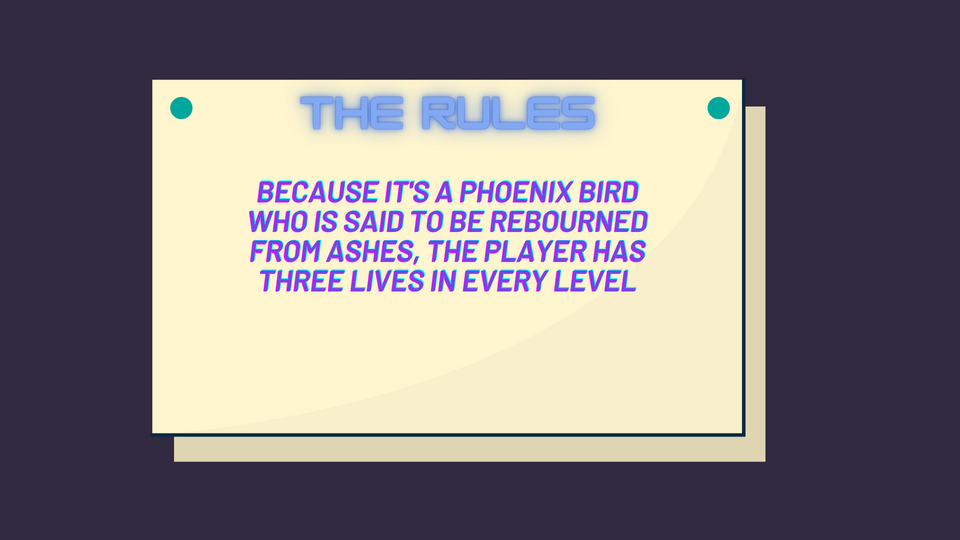 THE RULES
BECAUSE IT'S A PHOENIX BIRD
WHO IS SAID TO BE REBOURNED
FROM ASHES, THE PLAYER HAS
THREE LIVES IN EVERY LEVEL